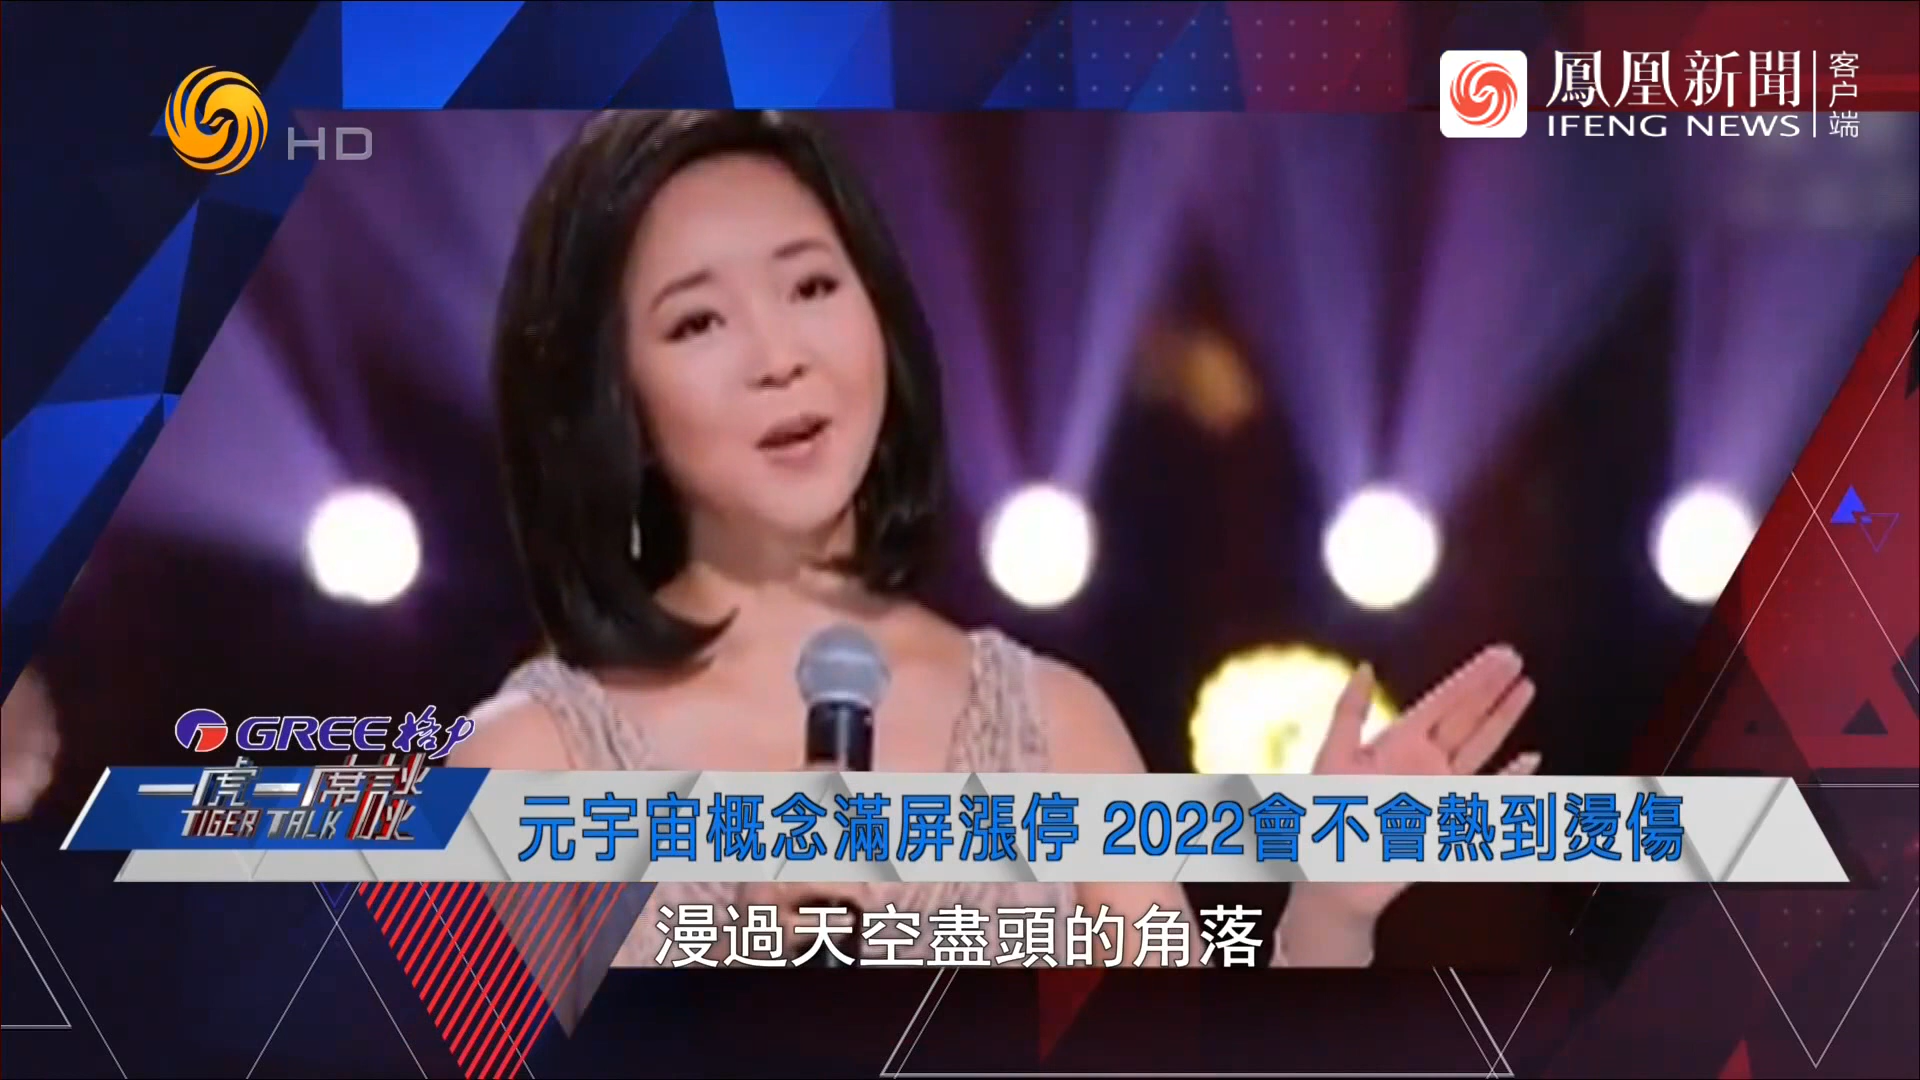 HD
鳳凰新聞
IFENG NEWS
客户端
GREE格力
一虎一席談
TIGER TALK
元宇宙概念滿屏漲停 2022會不會熱到燙傷
漫過天空盡頭的角落